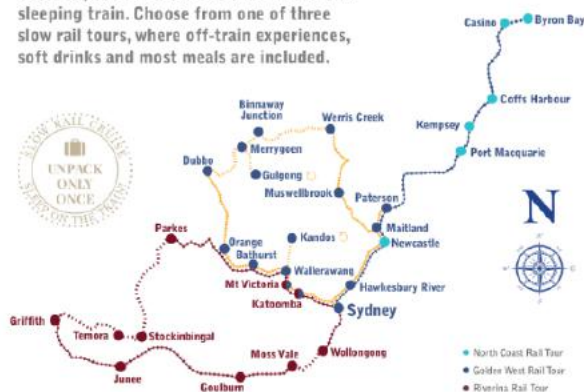 sleeping train. Choose from one of three
slow rail tours, where off-train experiences,
soft drinks and most meals are included.
Casino
Byron Bay
Coffs Harbour
Kempsey
Port Macquarie
Binnaway
Junction
Werris Creek
Merrygoen
Dubbo
Gulgong
Muswellbrook
Paterson
Maitland
Newcastle
SLOW RAIL CRUISE
UNPACK
ONLY
ONCE
SLEEP ON THE TRAIN
N
Parkes
Orange
Bathurst
Kandos
Wallerawang
Mt Victoria
Katoomba
Hawkesbury River
Sydney
Griffith
Temora
Stockinbingal
Junee
Goulburn
Moss Vale
Wollongong
North Coast Rail Tour
Golden West Rail Tour
Riverina Rail Tour